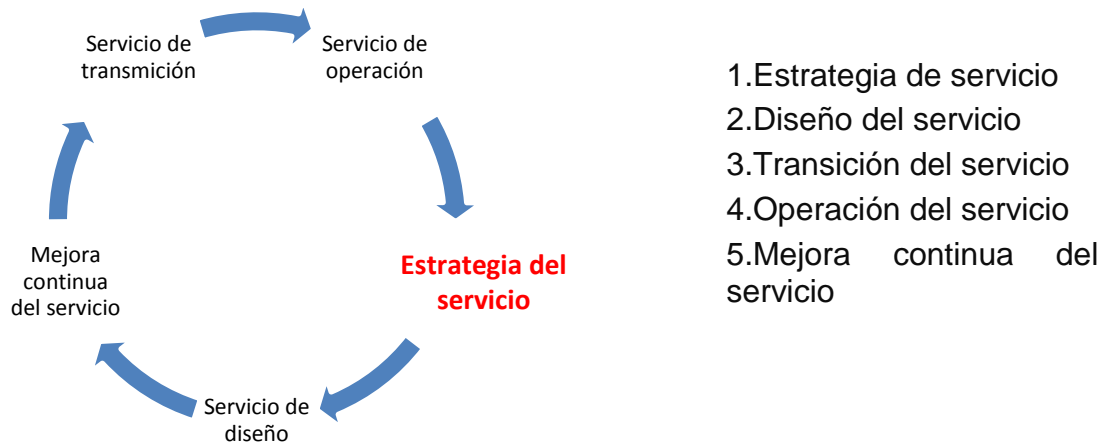 Servicio de
transmición
Servicio de
operación
Estrategia del
servicio
Servicio de
diseño
Mejora
continua
del servicio
1.Estrategia de servicio
2.Diseño del servicio
3.Transición del servicio
4.Operación del servicio
5.Mejora continua del
servicio